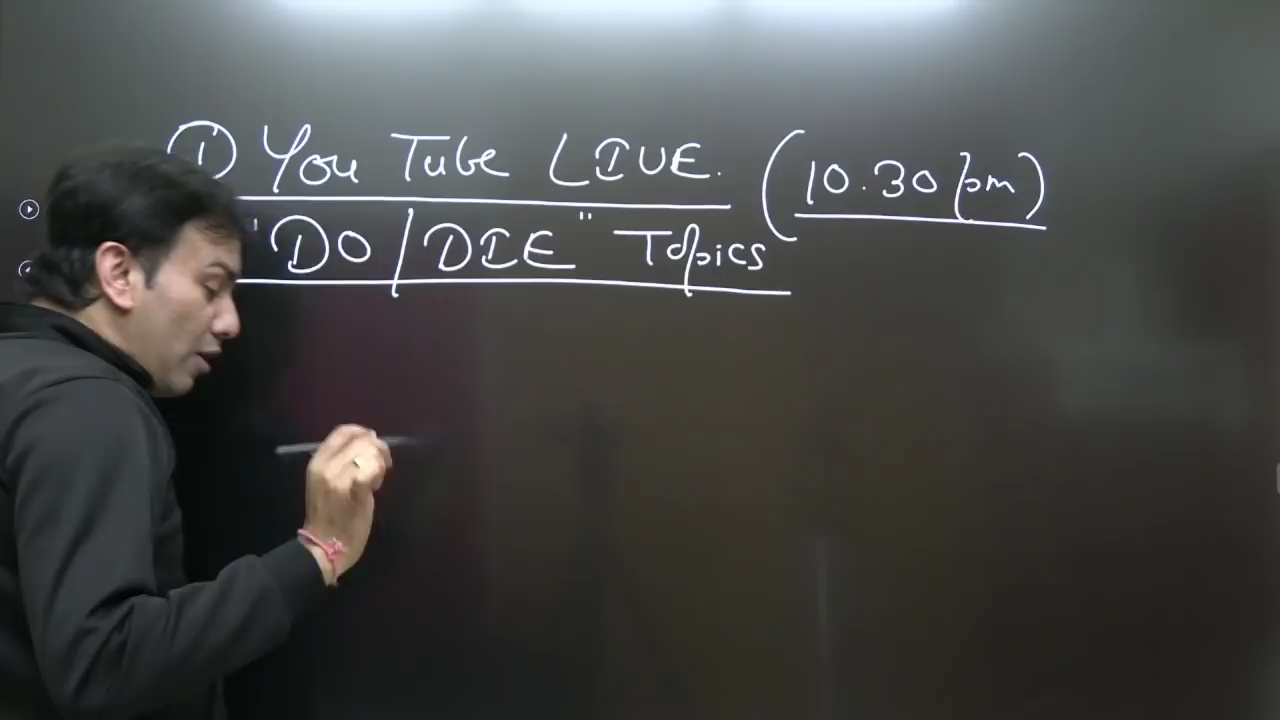 ① You Tube LIVE. (10.30 pm)
"DO/DIE" Topics